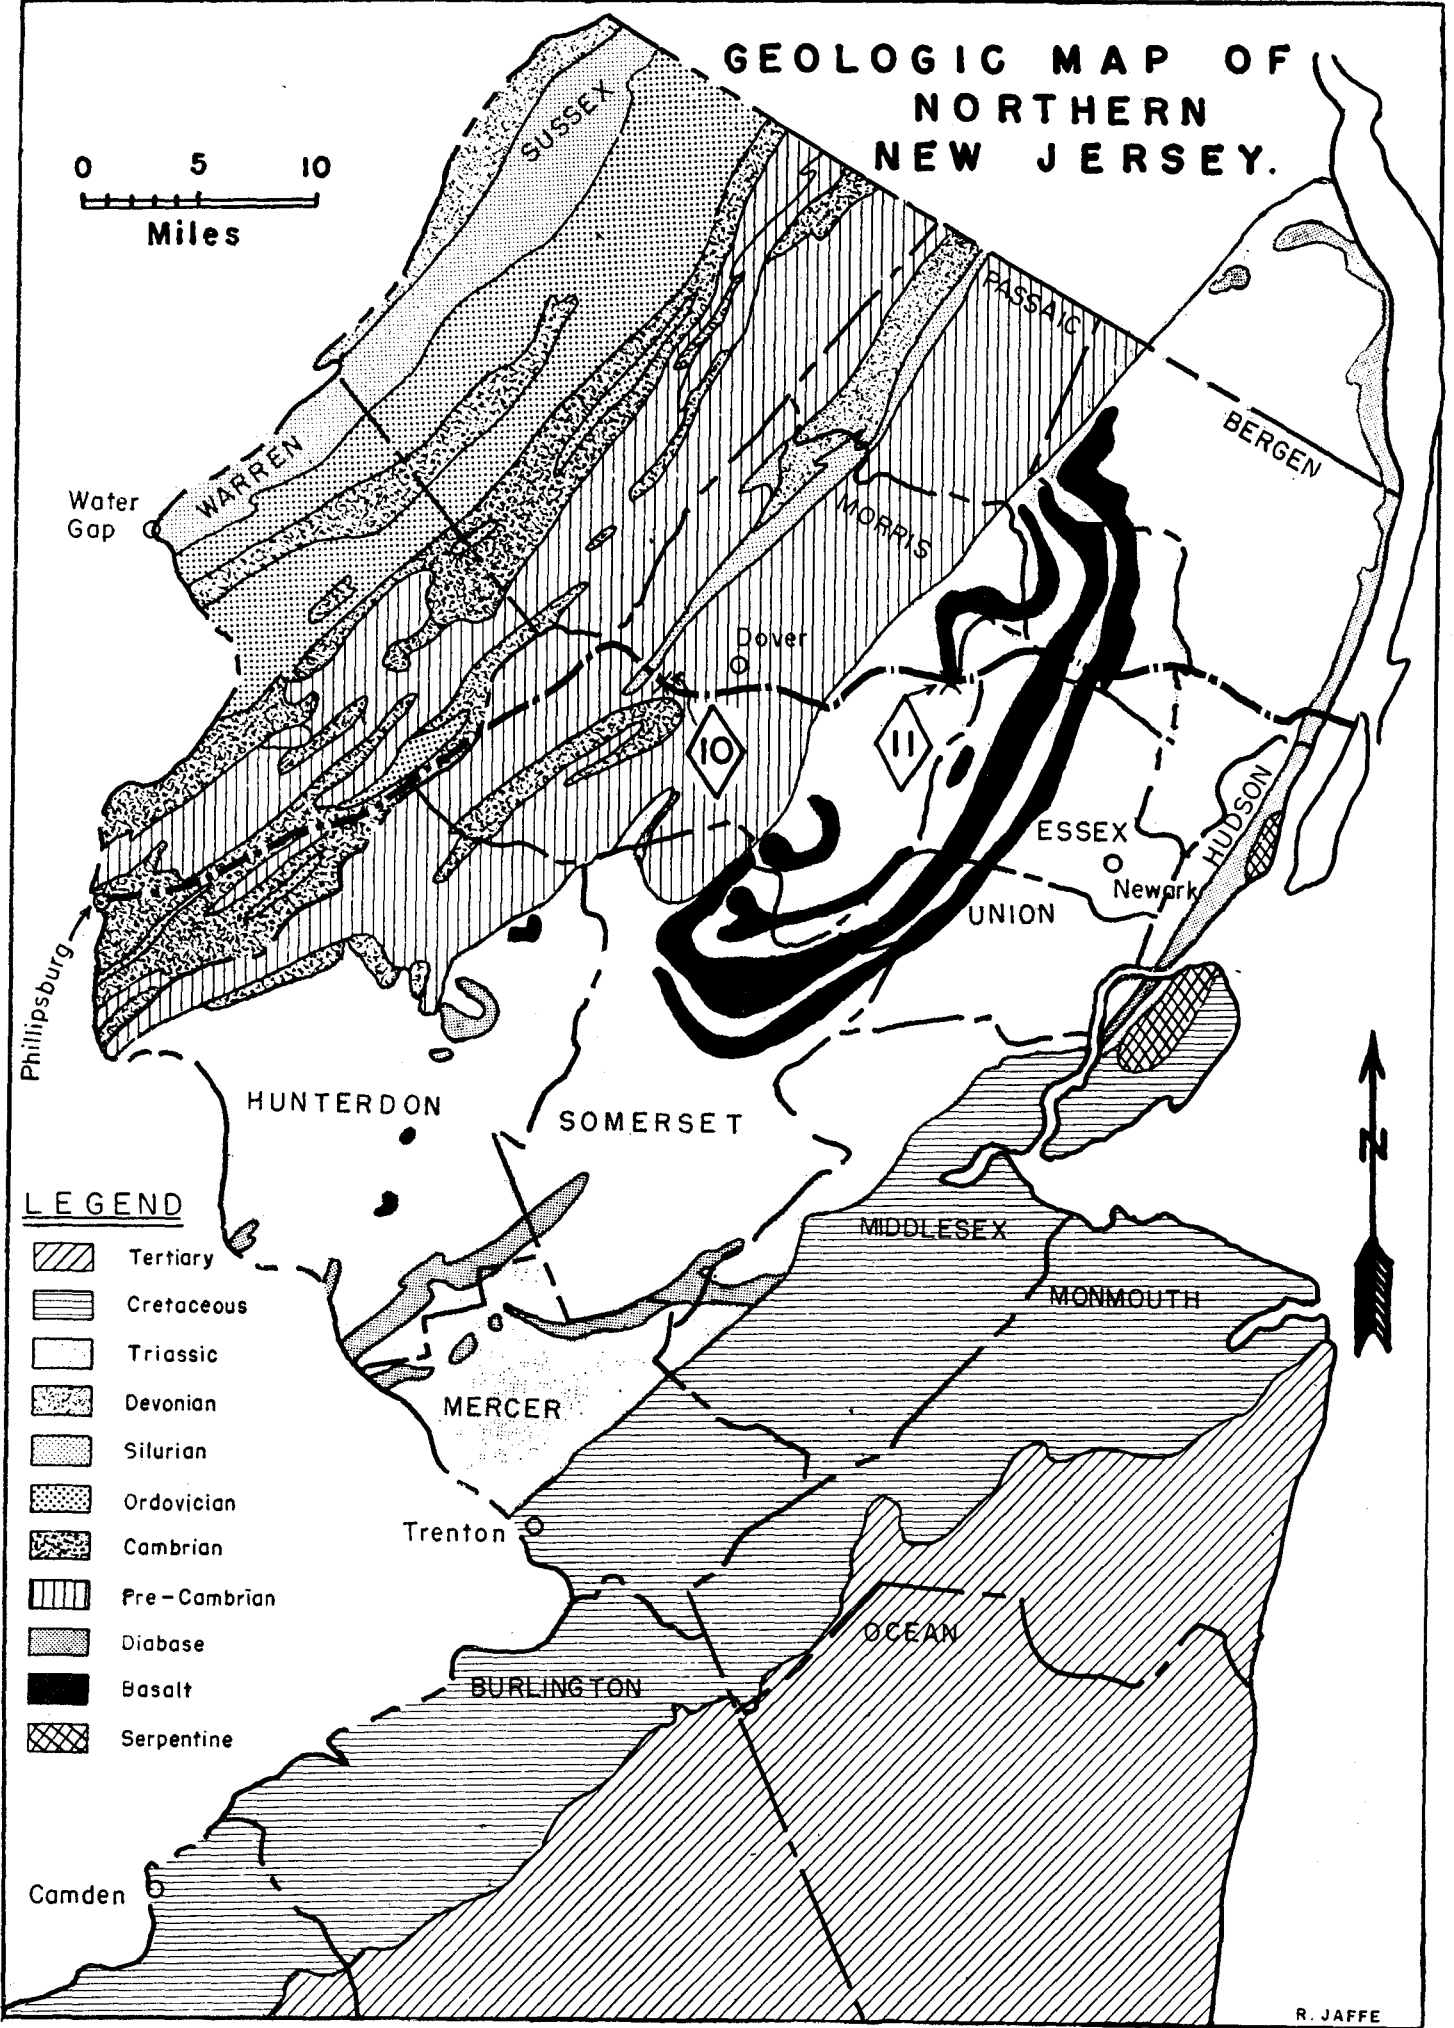 GEOLOGIC MAP OF
NORTHERN
NEW JERSEY.
0 5 10
Miles
SUSSEX
PASSAIC
BERGEN
WARREN
Water
Gap
MORRIS
Dover
10
11
HUDSON
ESSEX
Newark
UNION
Phillipsburg
HUNTERDON
SOMERSET
N
LEGEND
Tertiary
Cretaceous
Triassic
Devonian
Silurian
Ordovician
Cambrian
Pre-Cambrian
Diabase
Basalt
Serpentine
MIDDLESEX
MONMOUTH
MERCER
Trenton
OCEAN
BURLINGTON
Camden
R. JAFFE